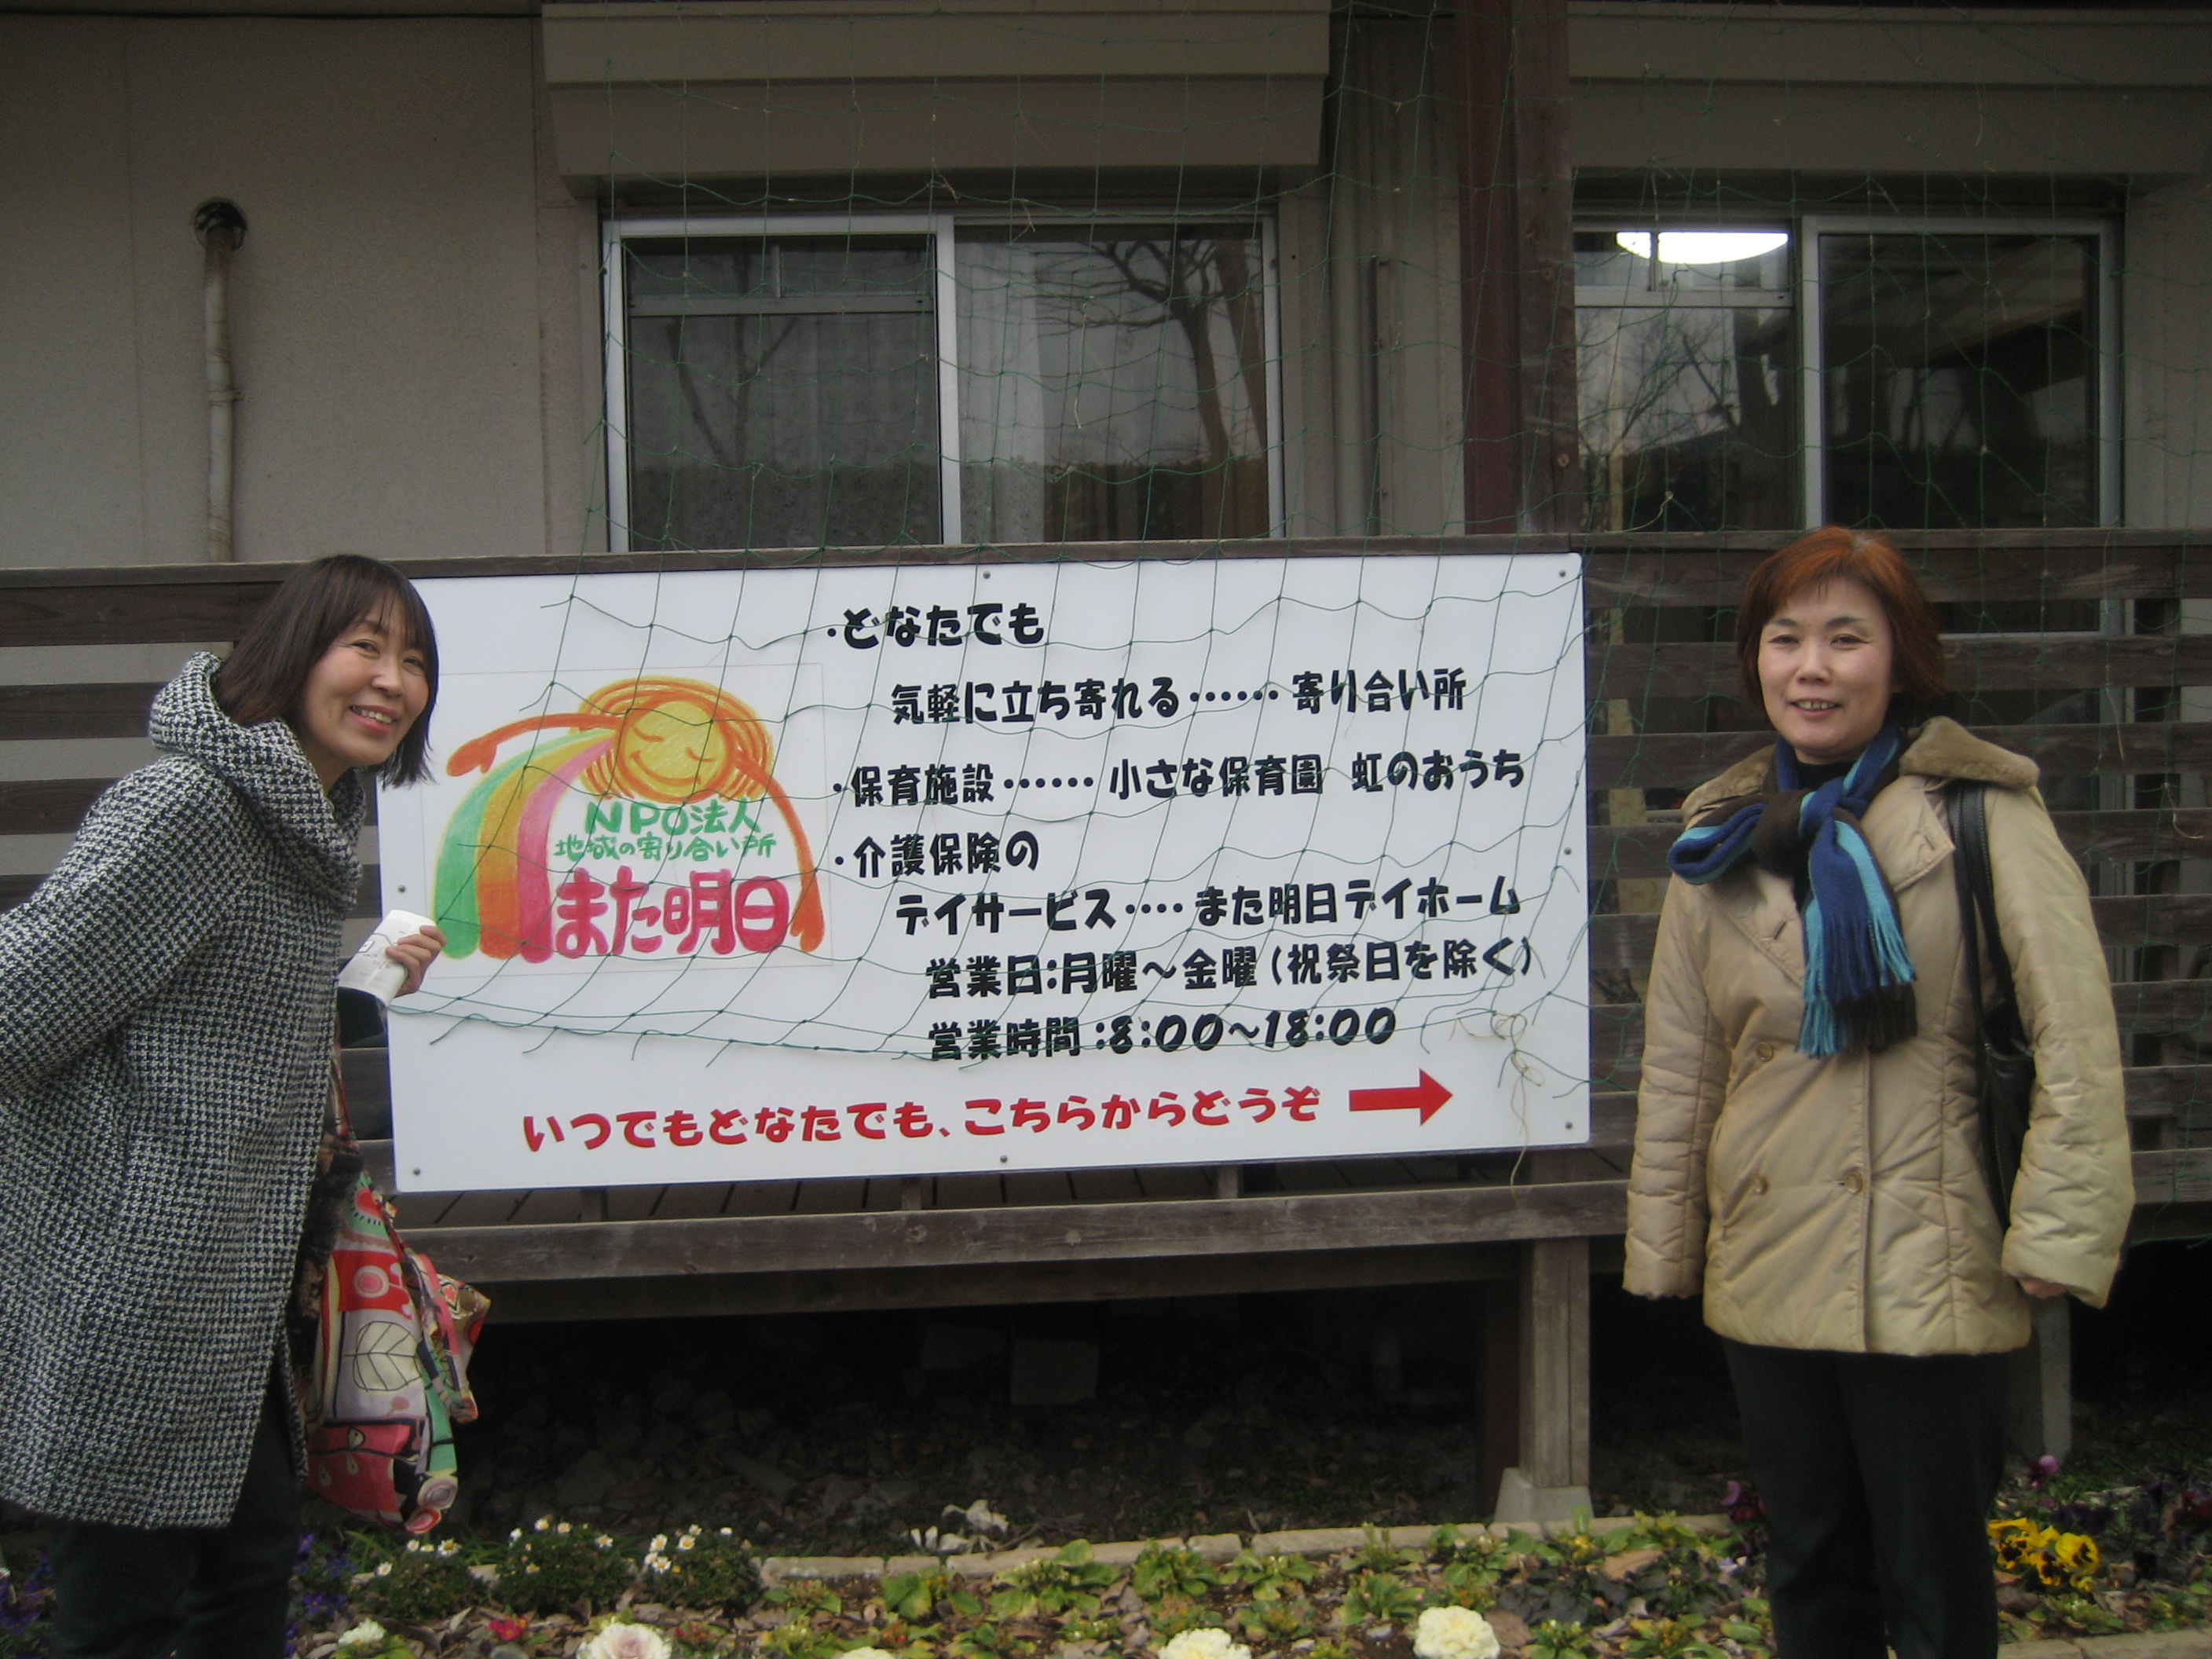 ・どなたでも
気軽に立ち寄れる……寄り合い所
・保育施設……小さな保育園 虹のおうち
・介護保険の
デイサービス‥‥また明日デイホーム
営業日:月曜～金曜(祝祭日を除く)
営業時間:8:00～18:00
NPO法人
地域の寄り合い所
また明日
いつでもどなたでも、こちらからどうぞ →